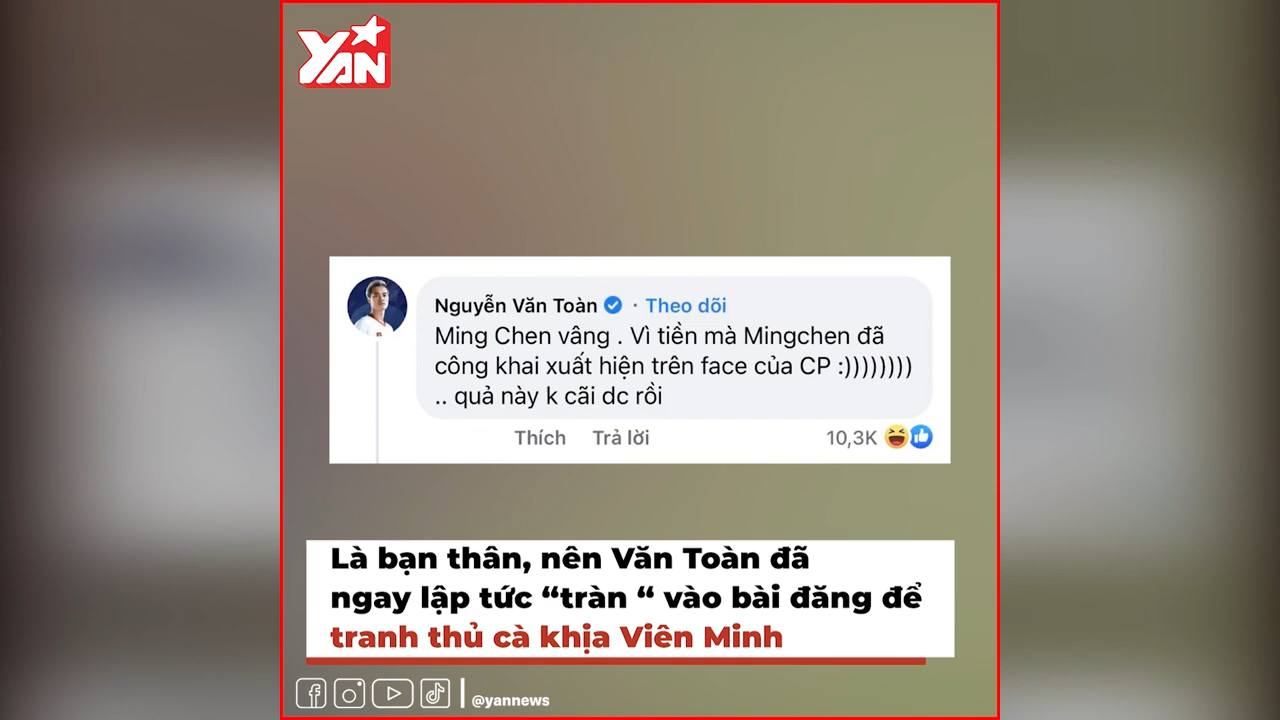 YAN
Nguyễn Văn Toàn · Theo dõi
Ming Chen vâng . Vì tiền mà Mingchen đã
công khai xuất hiện trên face của CP :))))))))
.. quả này k cãi dc rồi
Thích Trả lời 10,3K
Là bạn thân, nên Văn Toàn đã
ngay lập tức “tràn “ vào bài đăng để
tranh thủ cà khịa Viên Minh
@yannews